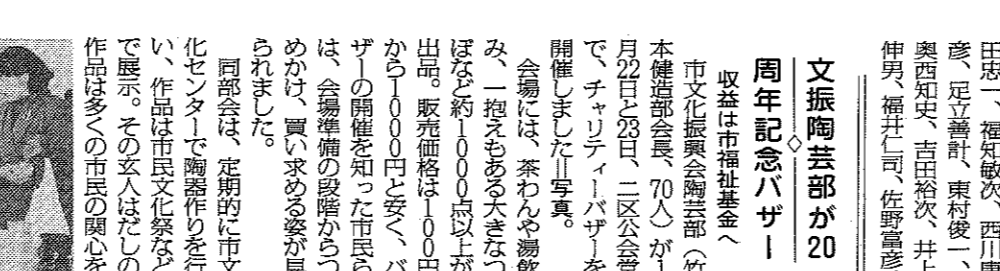 田忠一、福知敏次、西川康
彦、足立善計、東村俊一、
奥西知史、吉田裕次、井上
伸男、福井仁司、佐野富彦
文振陶芸部が20
周年記念バザー
収益は市福祉基金へ
市文化振興会陶芸部（竹
本健造部会長、70人）が1
月22日と23日、二区公会堂
で、チャリティーバザーを
開催しました＝写真。
会場には、茶わんや湯飲
み、一抱えもある大きなつ
ぼなど約1000点以上が
出品。販売価格は100円
から1000円と安く、バ
ザーの開催を知った市民ら
は、会場準備の段階からつ
めかけ、買い求める姿が見
られました。
同部会は、定期的に市文
化センターで陶器作りを行
い、作品は市民文化祭など
で展示。その玄人はだしの
作品は多くの市民の関心を